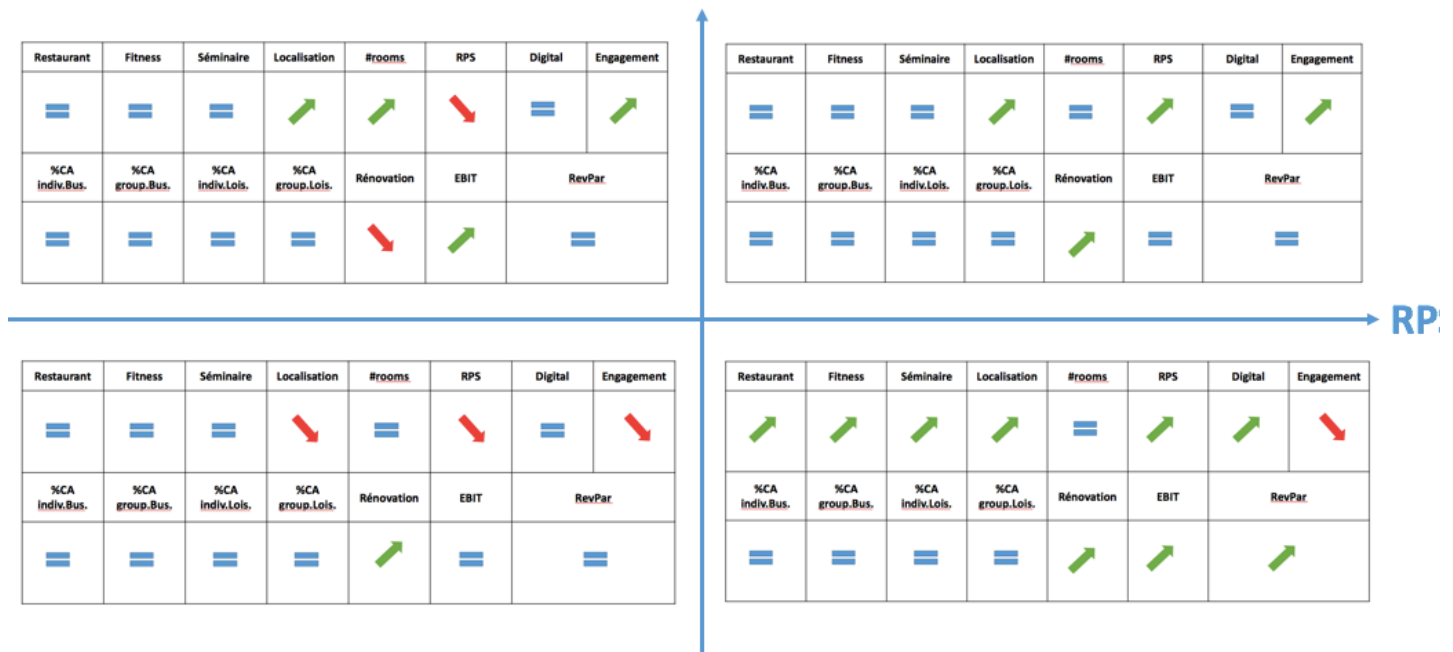 Restaurant Fitness Séminaire Localisation #rooms RPS Digital Engagement
%CA indiv.Bus. %CA group.Bus. %CA indiv.Lois. %CA group.Lois. Rénovation EBIT RevPar
Restaurant Fitness Séminaire Localisation #rooms RPS Digital Engagement
%CA indiv.Bus. %CA group.Bus. %CA indiv.Lois. %CA group.Lois. Rénovation EBIT RevPar
RPS
Restaurant Fitness Séminaire Localisation #rooms RPS Digital Engagement
%CA indiv.Bus. %CA group.Bus. %CA indiv.Lois. %CA group.Lois. Rénovation EBIT RevPar
Restaurant Fitness Séminaire Localisation #rooms RPS Digital Engagement
%CA indiv.Bus. %CA group.Bus. %CA indiv.Lois. %CA group.Lois. Rénovation EBIT RevPar